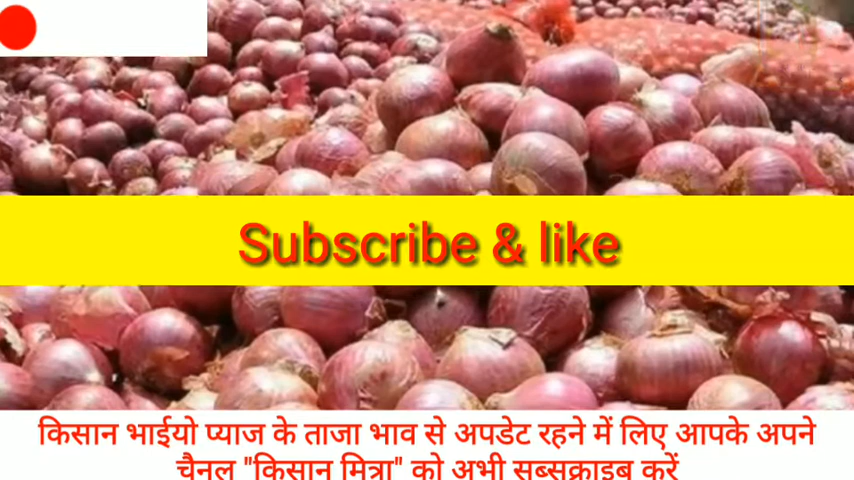 Subscribe & like
किसान भाईयो प्याज के ताजा भाव से अपडेट रहने में लिए आपके अपने
चैनल "किसान मित्रा" को अभी सब्सक्राइब करें